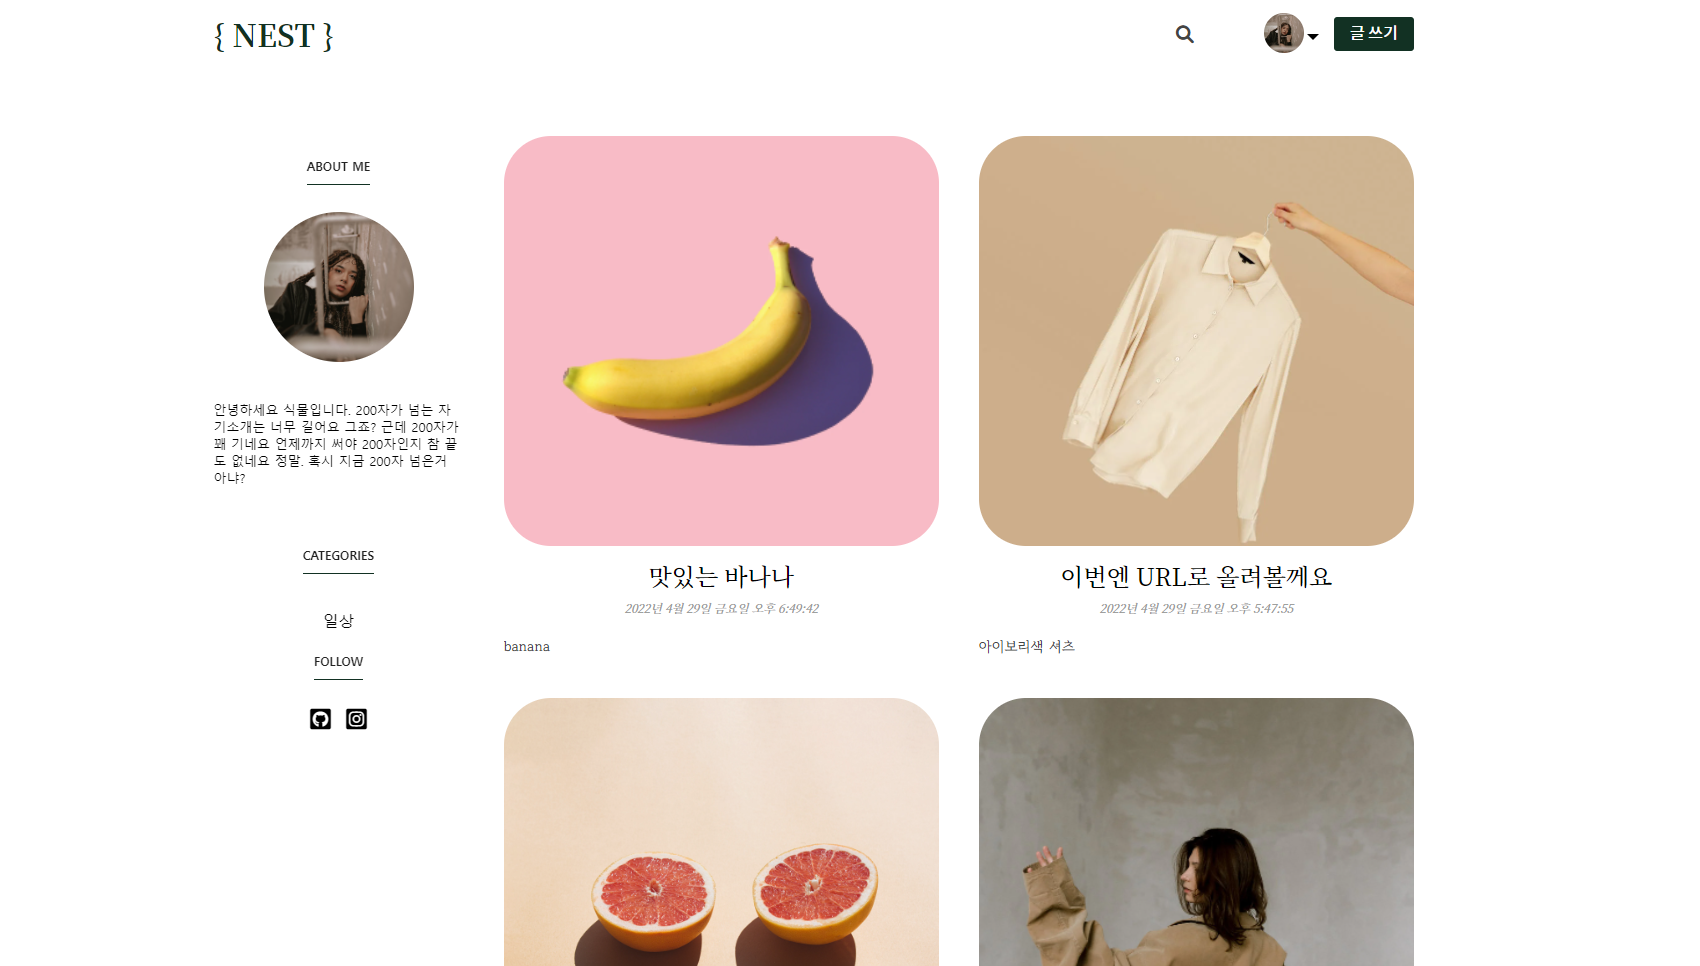 { NEST }
글 쓰기
ABOUT ME
안녕하세요 식물입니다. 200자가 넘는 자
기소개는 너무 길어요 그죠? 근데 200자가
꽤 기네요 언제까지 써야 200자인지 참 끝
도 없네요 정말. 혹시 지금 200자 넘은거
아냐?
CATEGORIES
일상
FOLLOW
맛있는 바나나
2022년 4월 29일 금요일 오후 6:49:42
banana
이번엔 URL로 올려볼께요
2022년 4월 29일 금요일 오후 5:47:55
아이보리색 셔츠